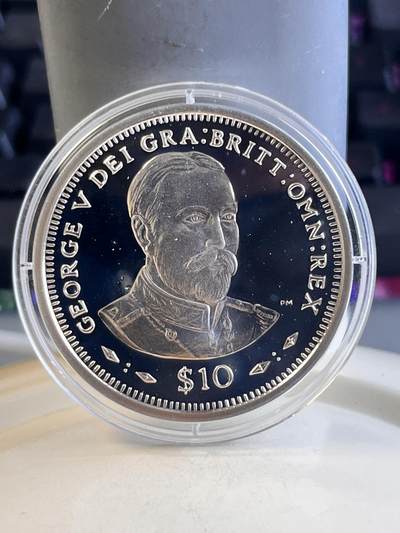 GEORGE V DEI GRA:BRITT:OMN:REX
PM
$10